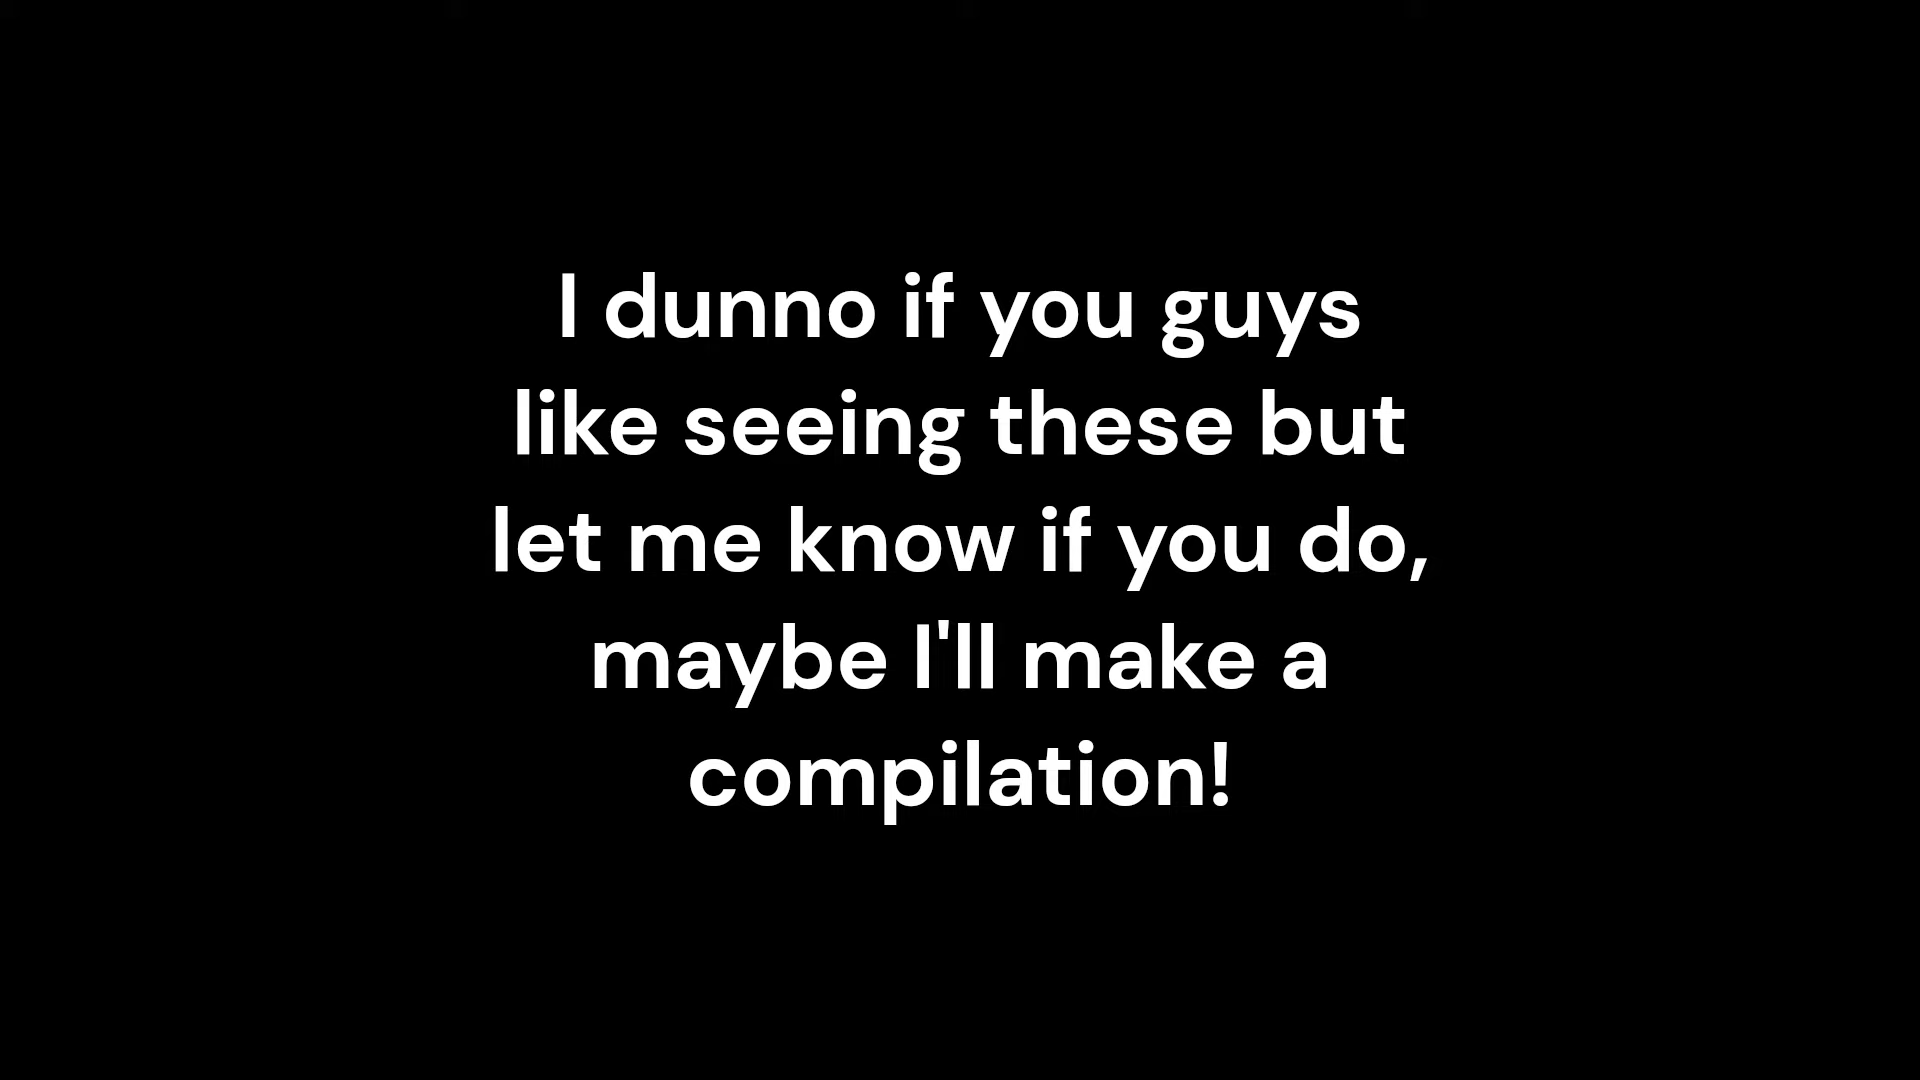 I dunno if you guys
like seeing these but
let me know if you do,
maybe I'll make a
compilation!